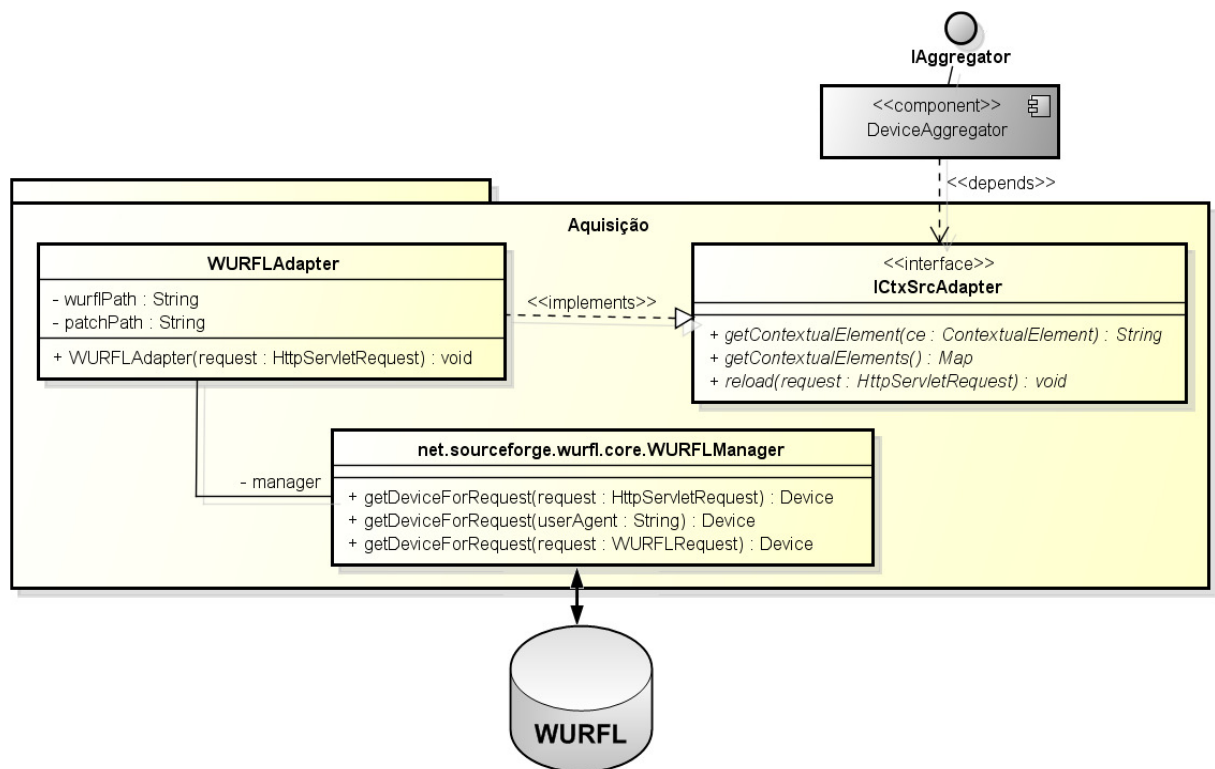 IAggregator
<<component>>
DeviceAggregator
<<depends>>
Aquisição
WURFLAdapter
- wurflPath : String
- patchPath : String
+ WURFLAdapter(request : HttpServletRequest) : void
<<implements>>
<<interface>>
ICtxSrcAdapter
+ getContextualElement(ce : ContextualElement) : String
+ getContextualElements() : Map
+ reload(request : HttpServletRequest) : void
- manager
net.sourceforge.wurfl.core.WURFLManager
+ getDeviceForRequest(request : HttpServletRequest) : Device
+ getDeviceForRequest(userAgent : String) : Device
+ getDeviceForRequest(request : WURFLRequest) : Device
WURFL